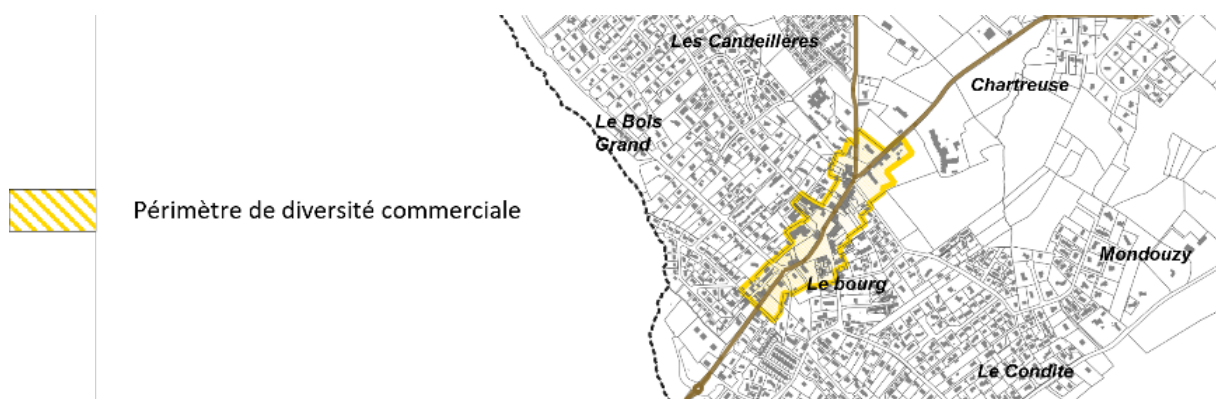 Périmètre de diversité commerciale
Les Candeillères
Chartreuse
Le Bois
Grand
Mondouzy
Le bourg
Le Condite